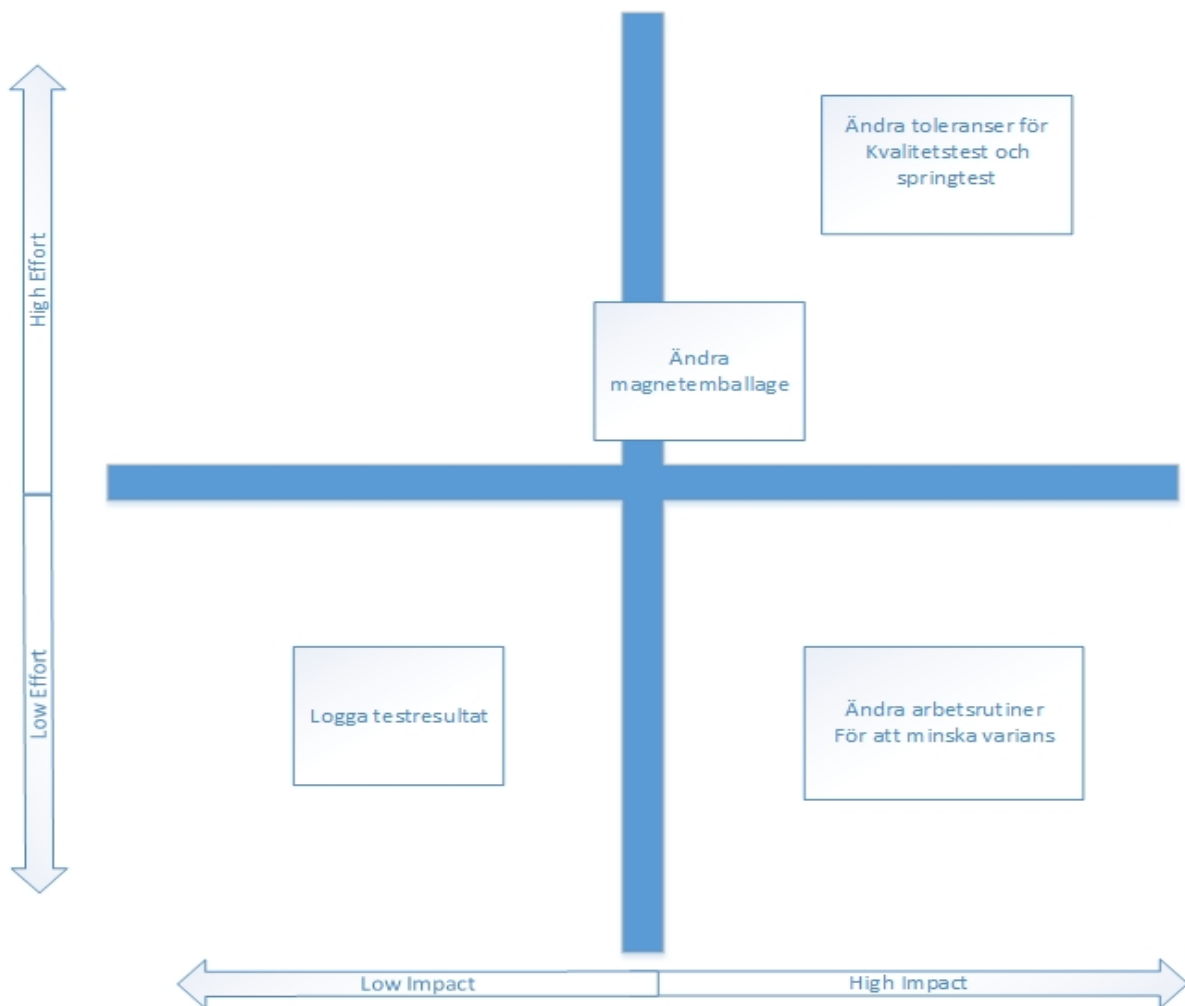 Ändra toleranser för
Kvalitetstest och
springtest
High Effort
Ändra
magnetemballage
Low Effort
Logga testresultat
Ändra arbetsrutiner
För att minska varians
Low Impact
High Impact